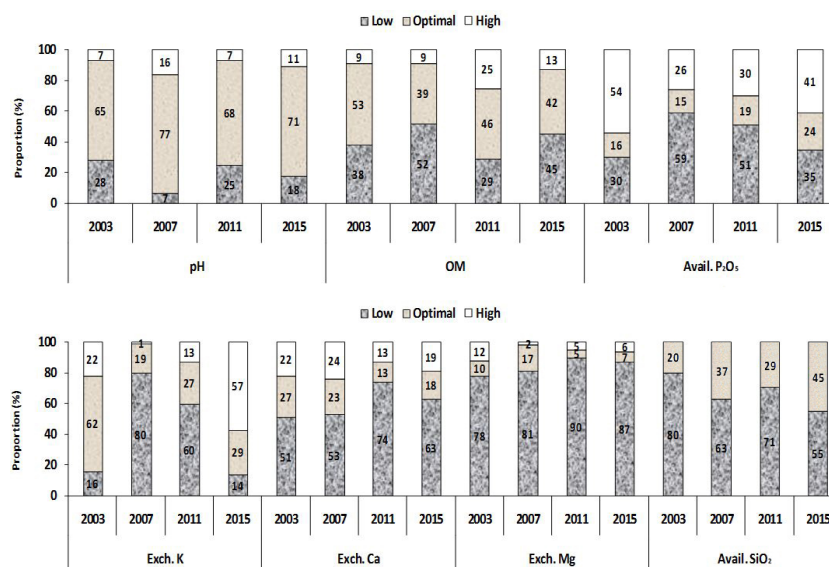 Low Optimal High
Proportion (%)
100
80
60
40
20
0
7 16 7 11 9 9 25 13 54 26 30 41
65 77 68 71 53 39 46 42 16 15 19 24
28 7 25 18 38 52 29 45 30 59 51 35
2003 2007 2011 2015 2003 2007 2011 2015 2003 2007 2011 2015
pH OM Avail. P₂O₅
Low Optimal High
Proportion (%)
100
80
60
40
20
0
22 1 13 57 22 24 13 19 12 2 5 6
62 19 27 29 27 23 13 18 10 17 5 7 20 37 29 45
16 80 60 14 51 53 74 63 78 81 90 87 80 63 71 55
2003 2007 2011 2015 2003 2007 2011 2015 2003 2007 2011 2015 2003 2007 2011 2015
Exch. K Exch. Ca Exch. Mg Avail. SiO₂